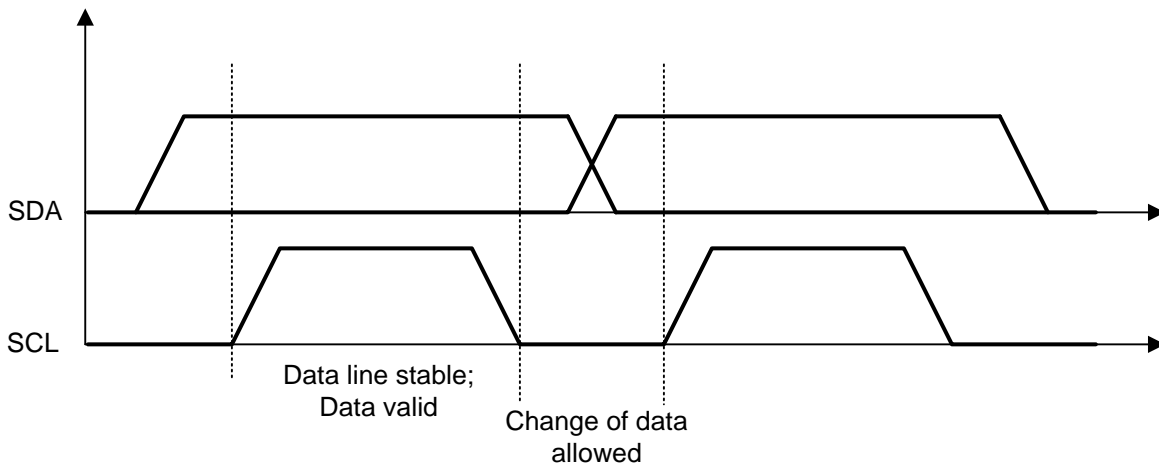 SDA
SCL
Data line stable;
Data valid
Change of data
allowed